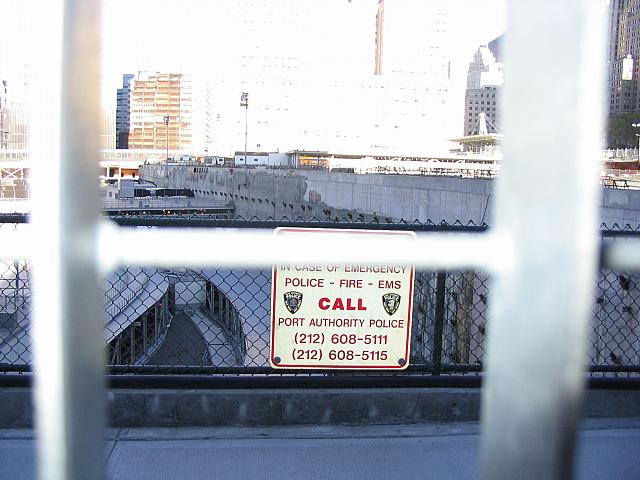 IN CASE OF EMERGENCY
POLICE - FIRE - EMS
CALL
PORT AUTHORITY POLICE
(212) 608-5111
(212) 608-5115